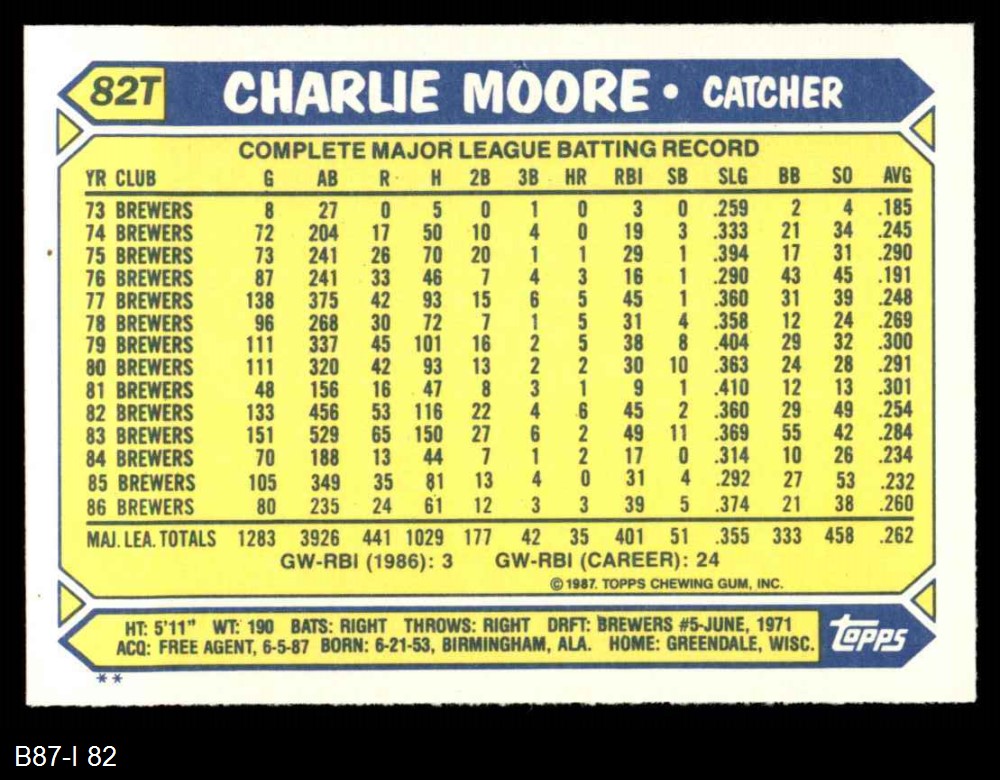 82T CHARLIE MOORE • CATCHER
COMPLETE MAJOR LEAGUE BATTING RECORD
YR CLUB G AB R H 2B 3B HR RBI SB SLG BB SO AVG
73 BREWERS 8 27 0 5 0 1 0 3 0 .259 2 4 .185
74 BREWERS 72 204 17 50 10 4 0 19 3 .333 21 34 .245
75 BREWERS 73 241 26 70 20 1 1 29 1 .394 17 31 .290
76 BREWERS 87 241 33 46 7 4 3 16 1 .290 43 45 .191
77 BREWERS 138 375 42 93 15 6 5 45 1 .360 31 39 .248
78 BREWERS 96 268 30 72 7 1 5 31 4 .358 12 24 .269
79 BREWERS 111 337 45 101 16 2 5 38 8 .404 29 32 .300
80 BREWERS 111 320 42 93 13 2 2 30 10 .363 24 28 .291
81 BREWERS 48 156 16 47 8 3 1 9 1 .410 12 13 .301
82 BREWERS 133 456 53 116 22 4 6 45 2 .360 29 49 .254
83 BREWERS 151 529 65 150 27 6 2 49 11 .369 55 42 .284
84 BREWERS 70 188 13 44 7 1 2 17 0 .314 10 26 .234
85 BREWERS 105 349 35 81 13 4 0 31 4 .292 27 53 .232
86 BREWERS 80 235 24 61 12 3 3 39 5 .374 21 38 .260
MAJ. LEA. TOTALS 1283 3926 441 1029 177 42 35 401 51 .355 333 458 .262
GW-RBI (1986): 3 GW-RBI (CAREER): 24
©1987. TOPPS CHEWING GUM, INC.
HT: 5'11" WT: 190 BATS: RIGHT THROWS: RIGHT DRFT: BREWERS #5-JUNE, 1971
ACQ: FREE AGENT, 6-5-87 BORN: 6-21-53, BIRMINGHAM, ALA. HOME: GREENDALE, WISC.
topps
**
B87-I 82